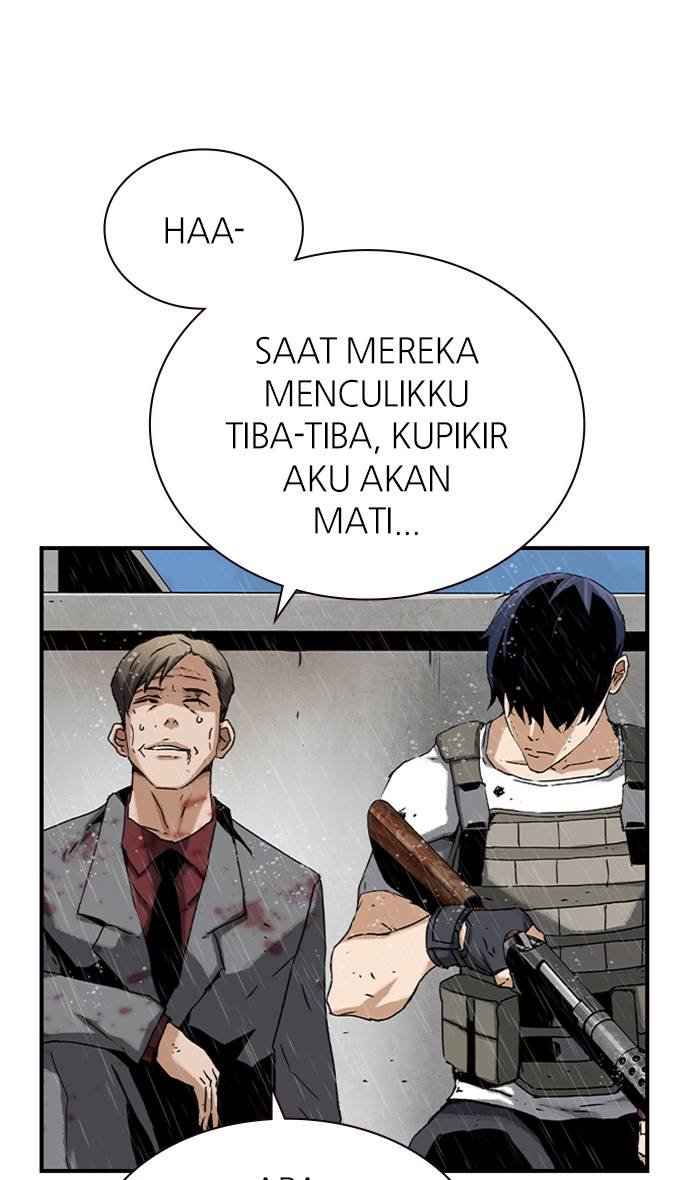 HAA-
SAAT MEREKA
MENCULIKKU
TIBA-TIBA, KUPIKIR
AKU AKAN
MATI...